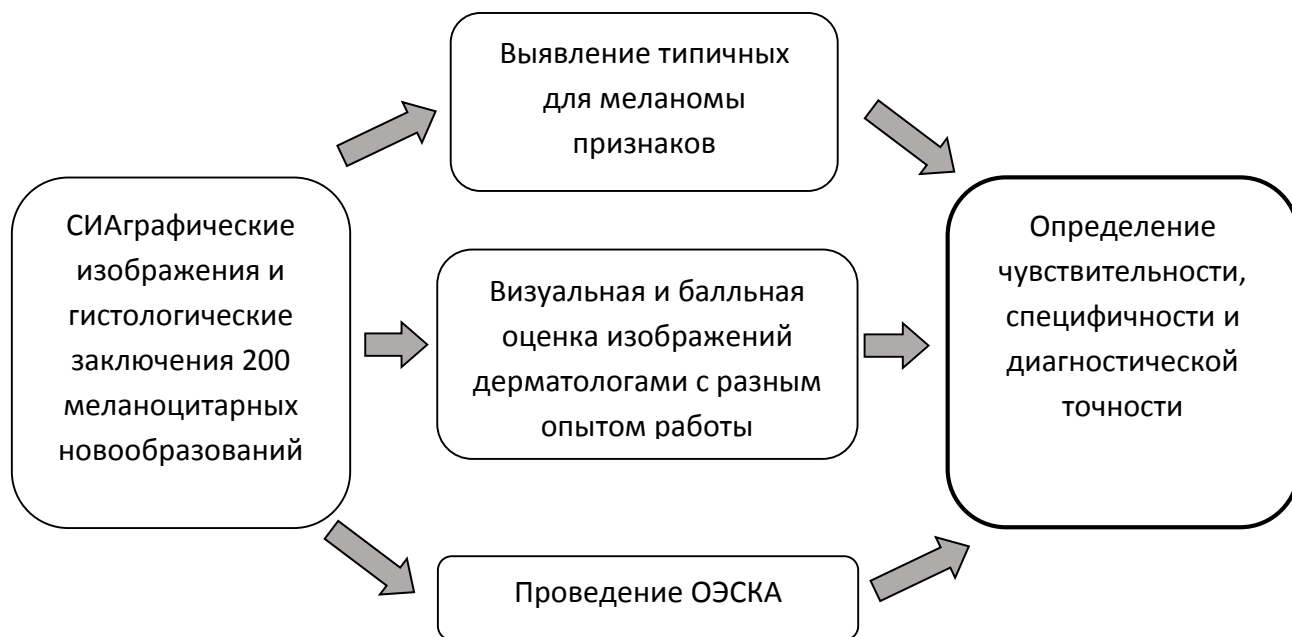 Выявление типичных
для меланомы
признаков
СИАграфические
изображения и
гистологические
заключения 200
меланоцитарных
новообразований
Визуальная и балльная
оценка изображений
дерматологами с разным
опытом работы
Определение
чувствительности,
специфичности и
диагностической
точности
Проведение ОЭСКА